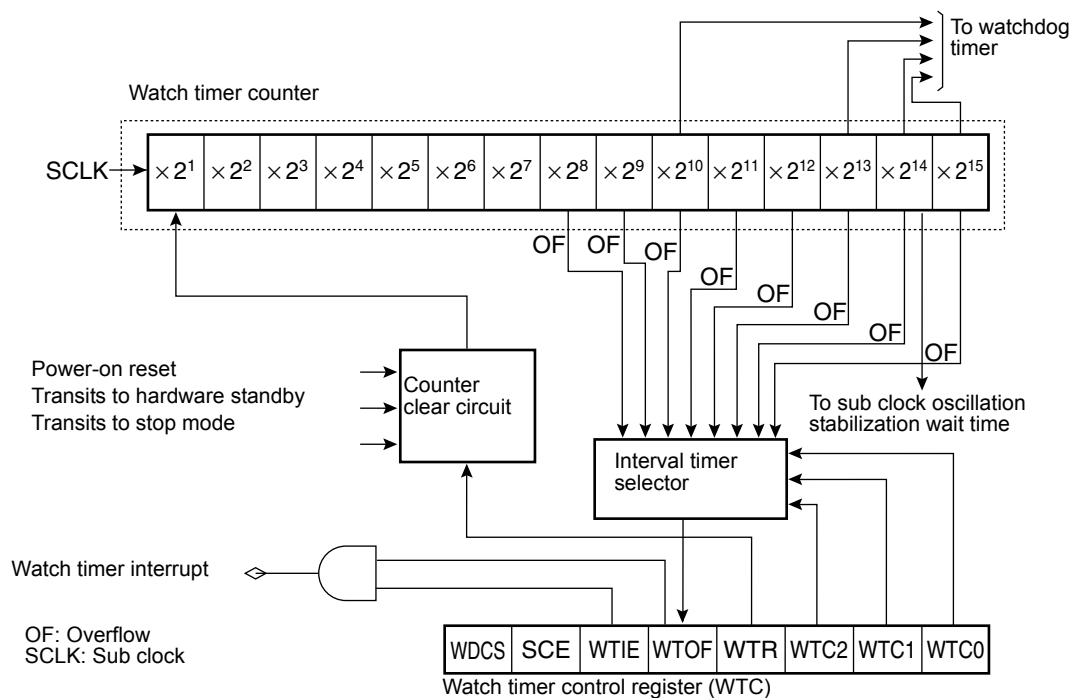 To watchdog
timer
Watch timer counter
SCLK
×2¹ ×2² ×2³ ×2⁴ ×2⁵ ×2⁶ ×2⁷ ×2⁸ ×2⁹ ×2¹⁰ ×2¹¹ ×2¹² ×2¹³ ×2¹⁴ ×2¹⁵
OF OF OF OF OF OF OF OF
Power-on reset
Transits to hardware standby
Transits to stop mode
Counter
clear circuit
To sub clock oscillation
stabilization wait time
Interval timer
selector
Watch timer interrupt
OF: Overflow
SCLK: Sub clock
WDCS SCE WTIE WTOF WTR WTC2 WTC1 WTC0
Watch timer control register (WTC)